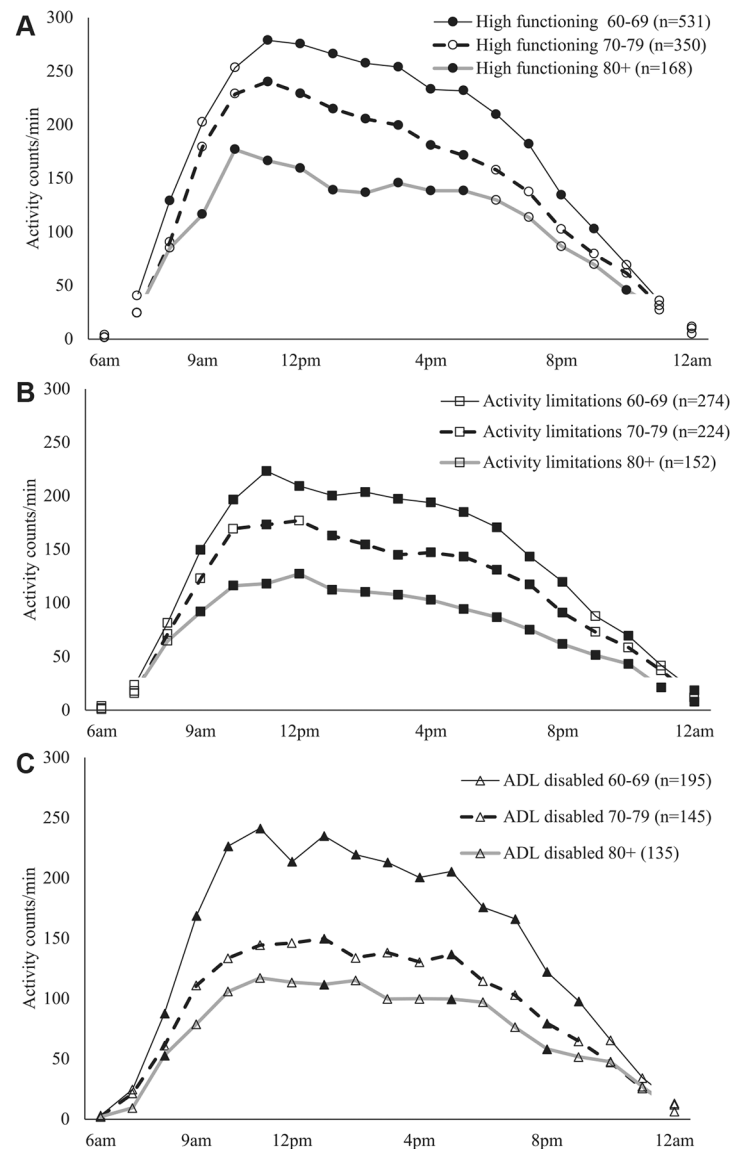 A
300
High functioning 60-69 (n=531)
High functioning 70-79 (n=350)
High functioning 80+ (n=168)
250
200
150
100
50
0
Activity counts/min
6am 9am 12pm 4pm 8pm 12am
B
300
Activity limitations 60-69 (n=274)
Activity limitations 70-79 (n=224)
Activity limitations 80+ (n=152)
250
200
150
100
50
0
Activity counts/min
6am 9am 12pm 4pm 8pm 12am
C
300
ADL disabled 60-69 (n=195)
ADL disabled 70-79 (n=145)
ADL disabled 80+ (135)
250
200
150
100
50
0
Activity counts/min
6am 9am 12pm 4pm 8pm 12am